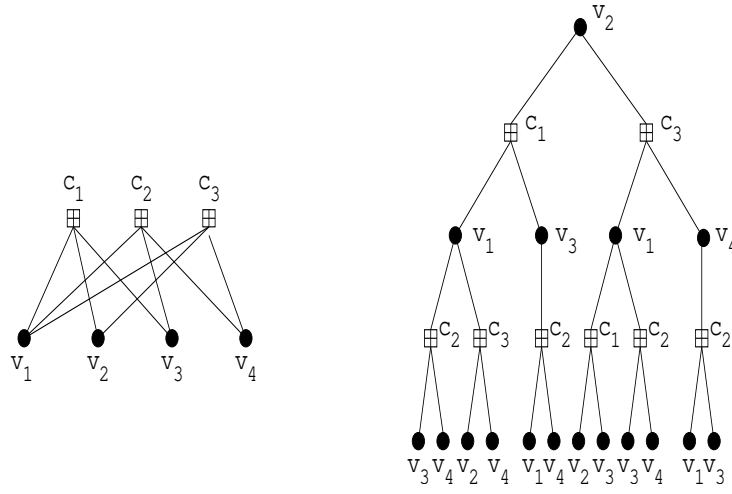 v2
c1 c3
c1 c2 c3
v1 v3 v1 v4
c2 c3 c2 c1 c2 c2
v1 v2 v3 v4
v3 v4 v2 v4 v1 v4 v2 v3 v3 v4 v1 v3